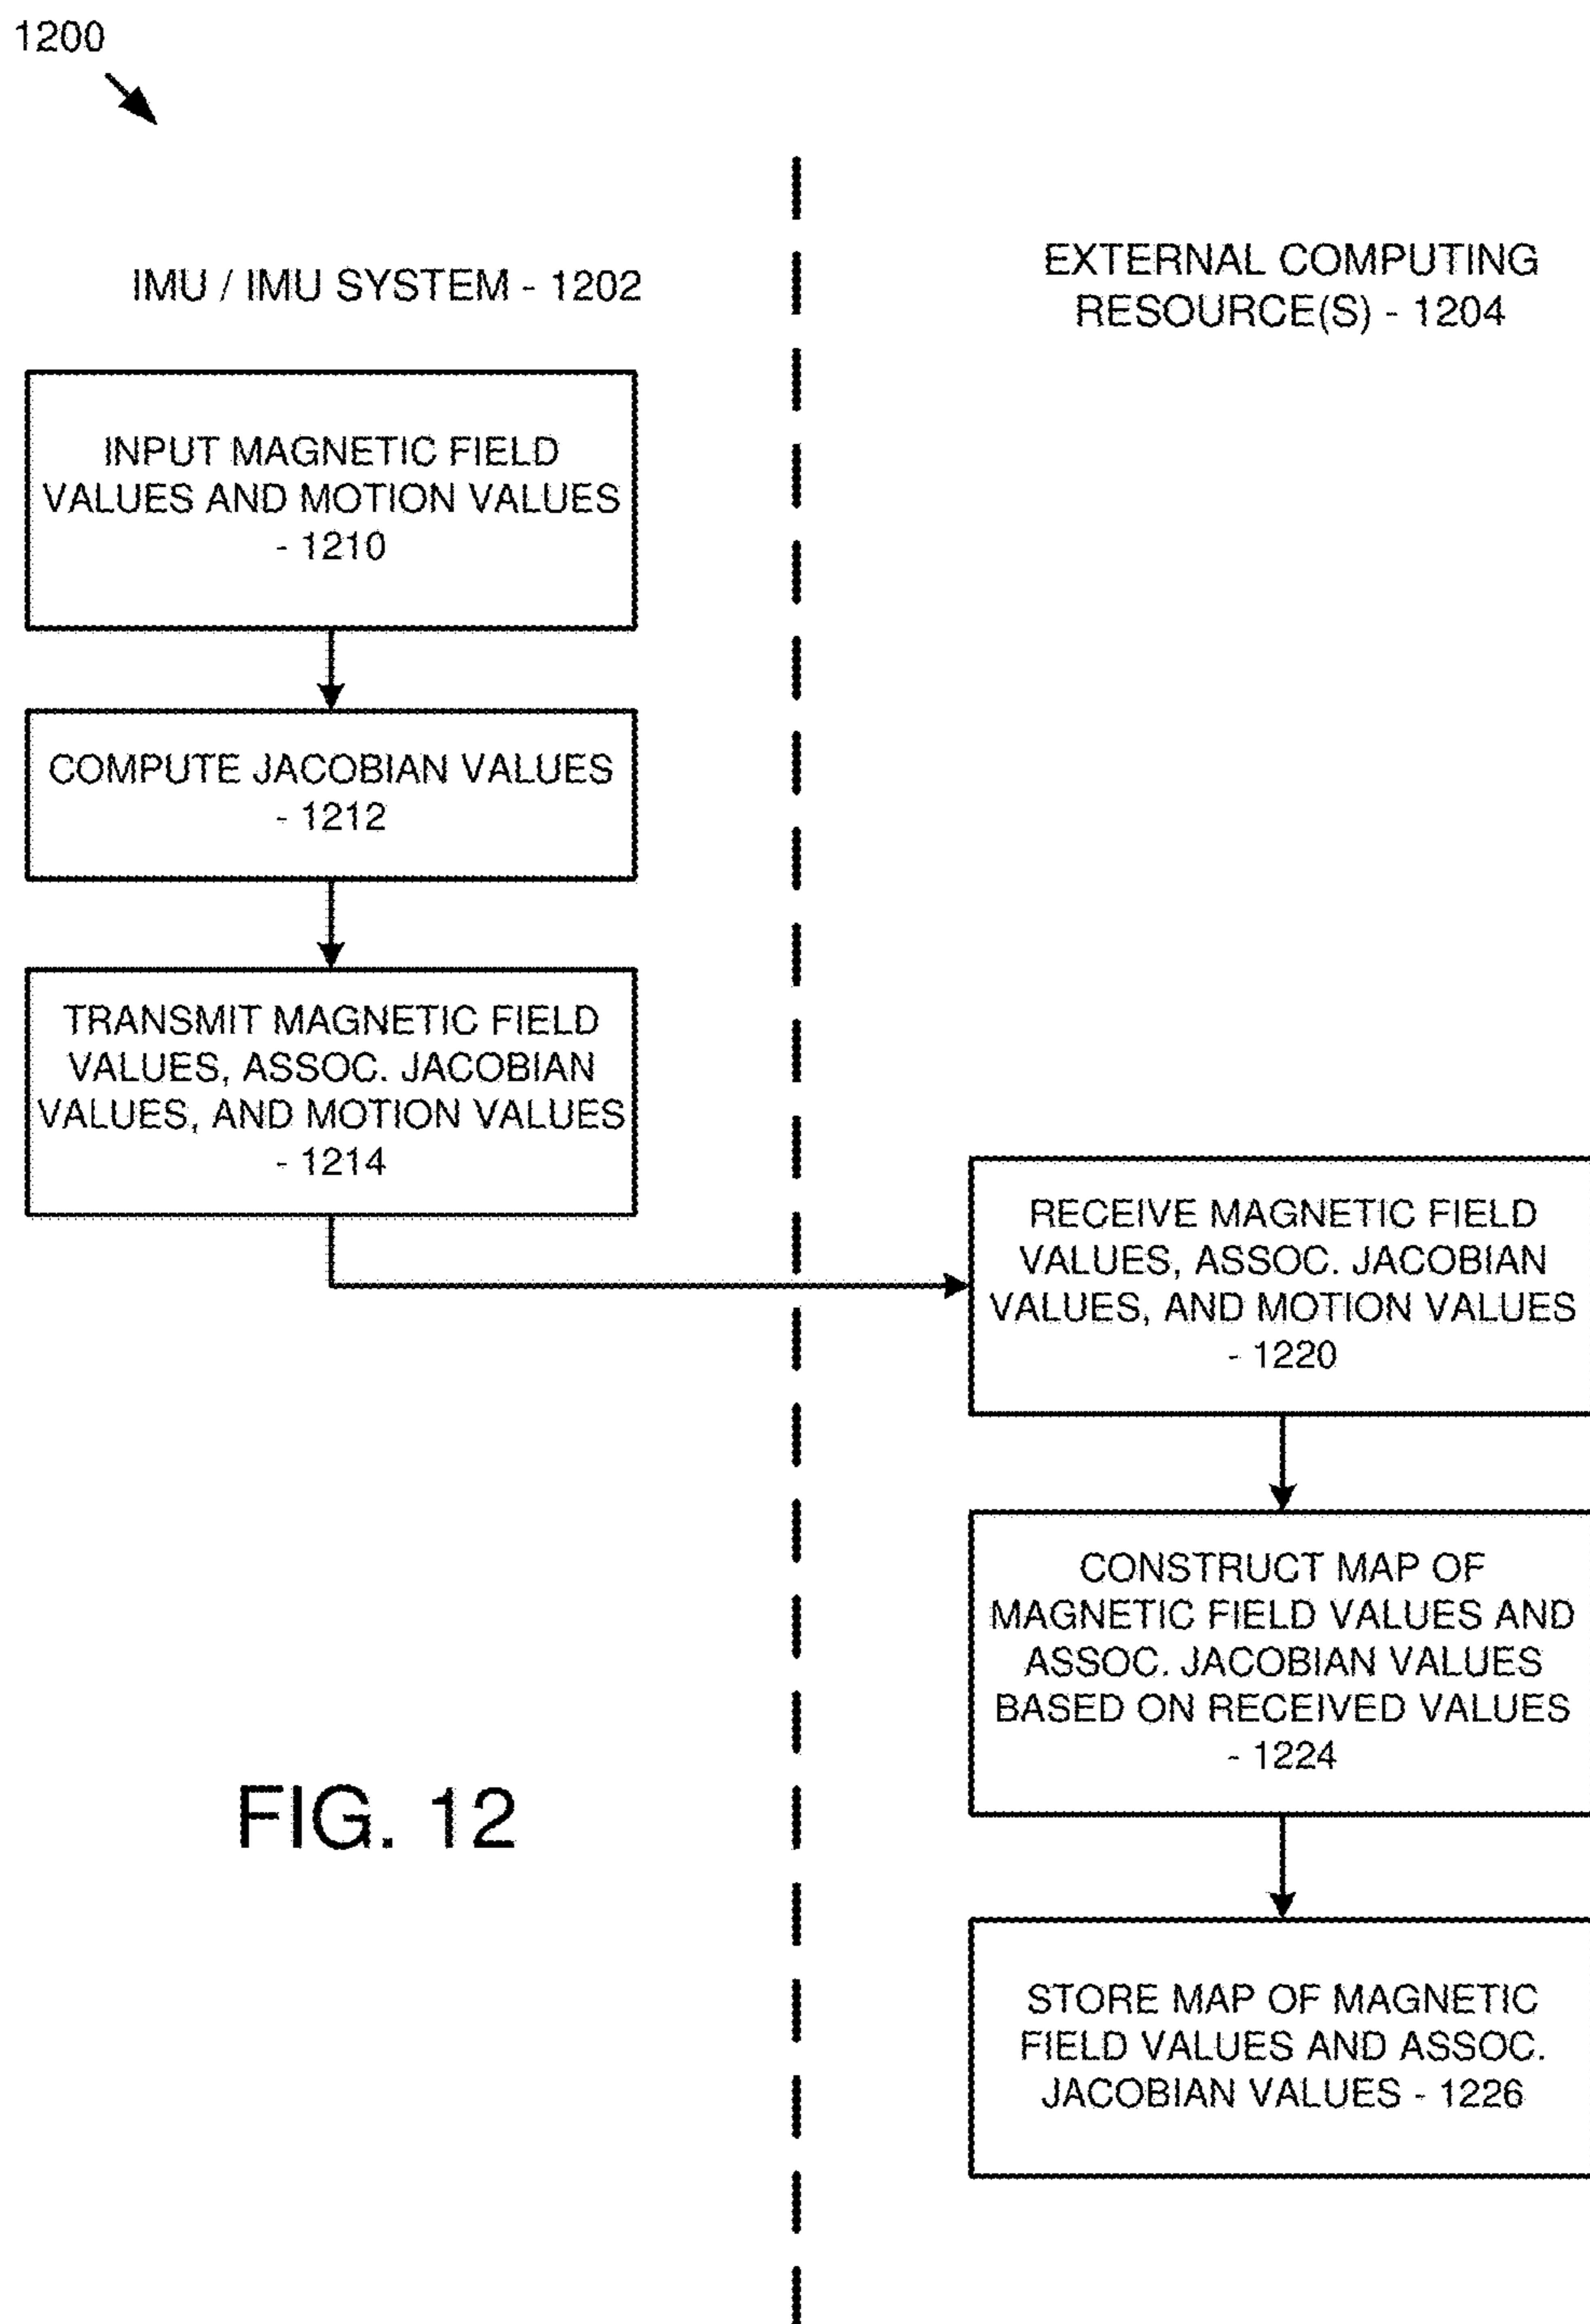 1200
IMU / IMU SYSTEM - 1202
EXTERNAL COMPUTING
RESOURCE(S) - 1204
INPUT MAGNETIC FIELD
VALUES AND MOTION VALUES
- 1210
COMPUTE JACOBIAN VALUES
- 1212
TRANSMIT MAGNETIC FIELD
VALUES, ASSOC. JACOBIAN
VALUES, AND MOTION VALUES
- 1214
RECEIVE MAGNETIC FIELD
VALUES, ASSOC. JACOBIAN
VALUES, AND MOTION VALUES
- 1220
CONSTRUCT MAP OF
MAGNETIC FIELD VALUES AND
ASSOC. JACOBIAN VALUES
BASED ON RECEIVED VALUES
- 1224
STORE MAP OF MAGNETIC
FIELD VALUES AND ASSOC.
JACOBIAN VALUES - 1226
FIG. 12